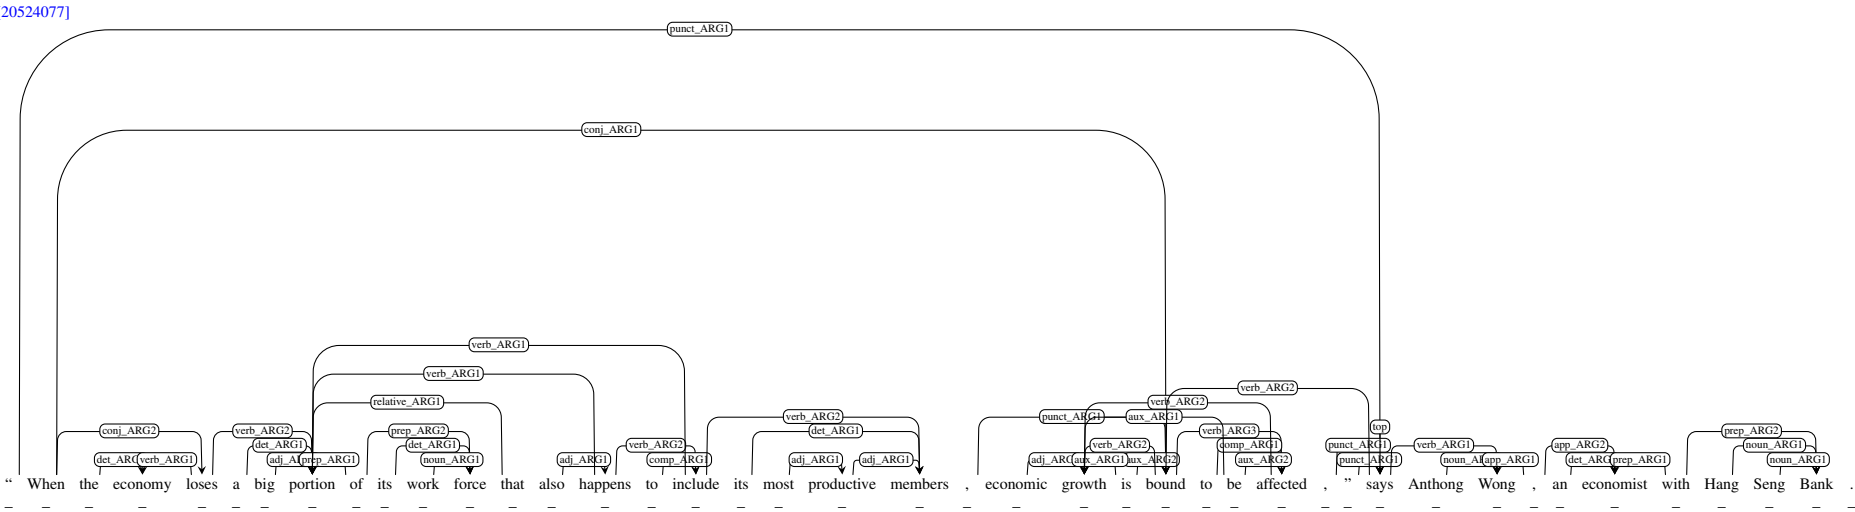 20524077]
punct_ARG1
conj_ARG1
verb_ARG1
verb_ARG1
relative_ARG1
verb_ARG2
verb_ARG2
verb_ARG2 punct_ARG1 aux_ARG1
top
conj_ARG2 verb_ARG2 prep_ARG2 det_ARG1 verb_ARG3 prep_ARG2
det_ARG1 det_ARG1 verb_ARG2 verb_ARG2 comp_ARG1 punct_ARG1 verb_ARG1 app_ARG2 noun_ARG1
verb_ARG1 prep_ARG1 noun_ARG1 adj_ARG1 comp_ARG1 adj_ARG1 adj_ARG1 aux_ARG1 aux_ARG2 punct_ARG1 app_ARG1 prep_ARG1 noun_ARG1
“ When the economy loses a big portion of its work force that also happens to include its most productive members , economic growth is bound to be affected , ” says Anthong Wong , an economist with Hang Seng Bank .